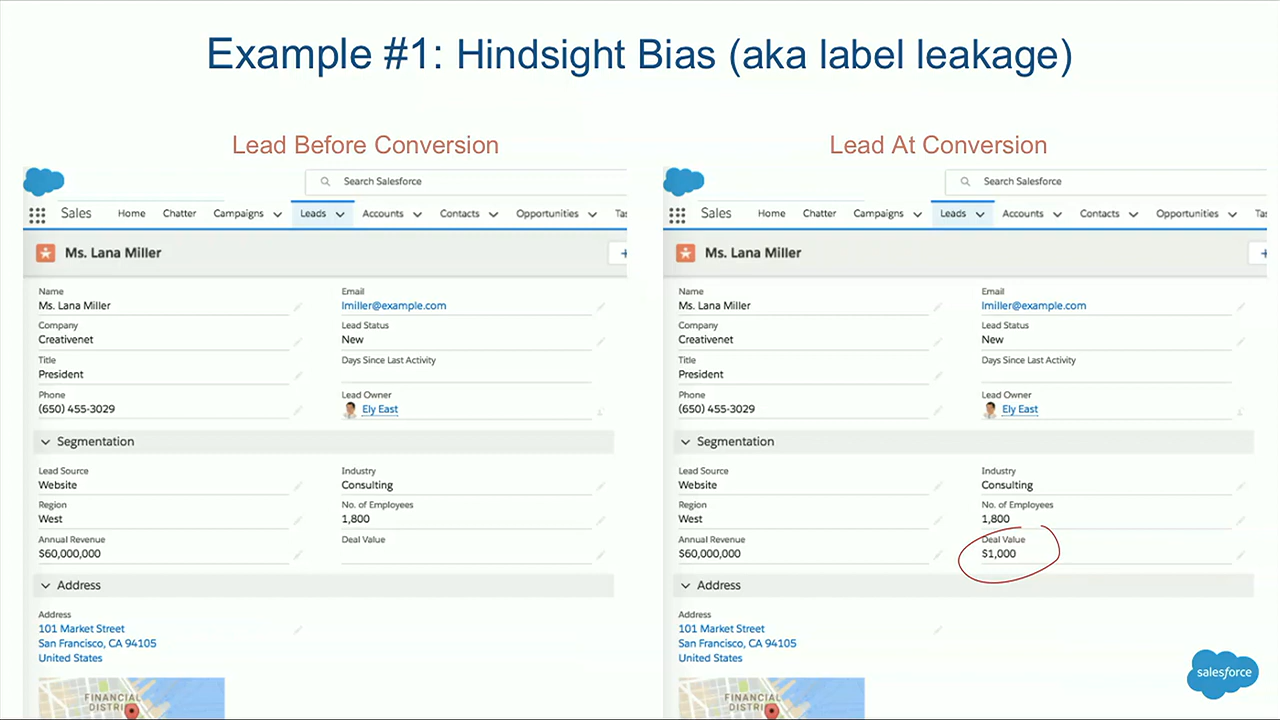 Example #1: Hindsight Bias (aka label leakage)
Lead Before Conversion
Search Salesforce
Sales Home Chatter Campaigns Leads Accounts Contacts Opportunities
Ms. Lana Miller
Name
Ms. Lana Miller
Email
lmiller@example.com
Company
Creativenet
Lead Status
New
Title
President
Days Since Last Activity
Phone
(650) 455-3029
Lead Owner
Ely East
Segmentation
Lead Source
Website
Industry
Consulting
Region
West
No. of Employees
1,800
Annual Revenue
$60,000,000
Deal Value
Address
Address
101 Market Street
San Francisco, CA 94105
United States
FINANCIAL
DISTRI
Lead At Conversion
Search Salesforce
Sales Home Chatter Campaigns Leads Accounts Contacts Opportunities
Ms. Lana Miller
Name
Ms. Lana Miller
Email
lmiller@example.com
Company
Creativenet
Lead Status
New
Title
President
Days Since Last Activity
Phone
(650) 455-3029
Lead Owner
Ely East
Segmentation
Lead Source
Website
Industry
Consulting
Region
West
No. of Employees
1,800
Annual Revenue
$60,000,000
Deal Value
$1,000
Address
Address
101 Market Street
San Francisco, CA 94105
United States
FINANCIAL
DISTRI
salesforce